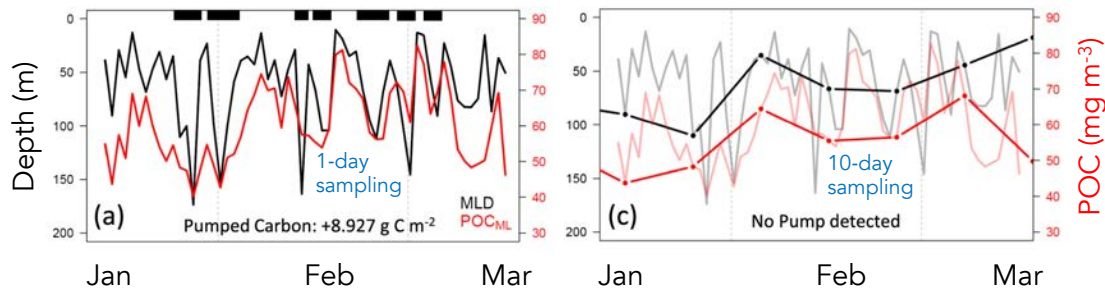 0
50
100
150
200
Depth (m)
90
80
70
60
50
40
30
1-day
sampling
MLD
POCML
(a)
Pumped Carbon: +8.927 g C m-2
Jan
Feb
Mar
0
50
100
150
200
90
80
70
60
50
40
30
POC (mg m-3)
10-day
sampling
(c)
No Pump detected
Jan
Feb
Mar